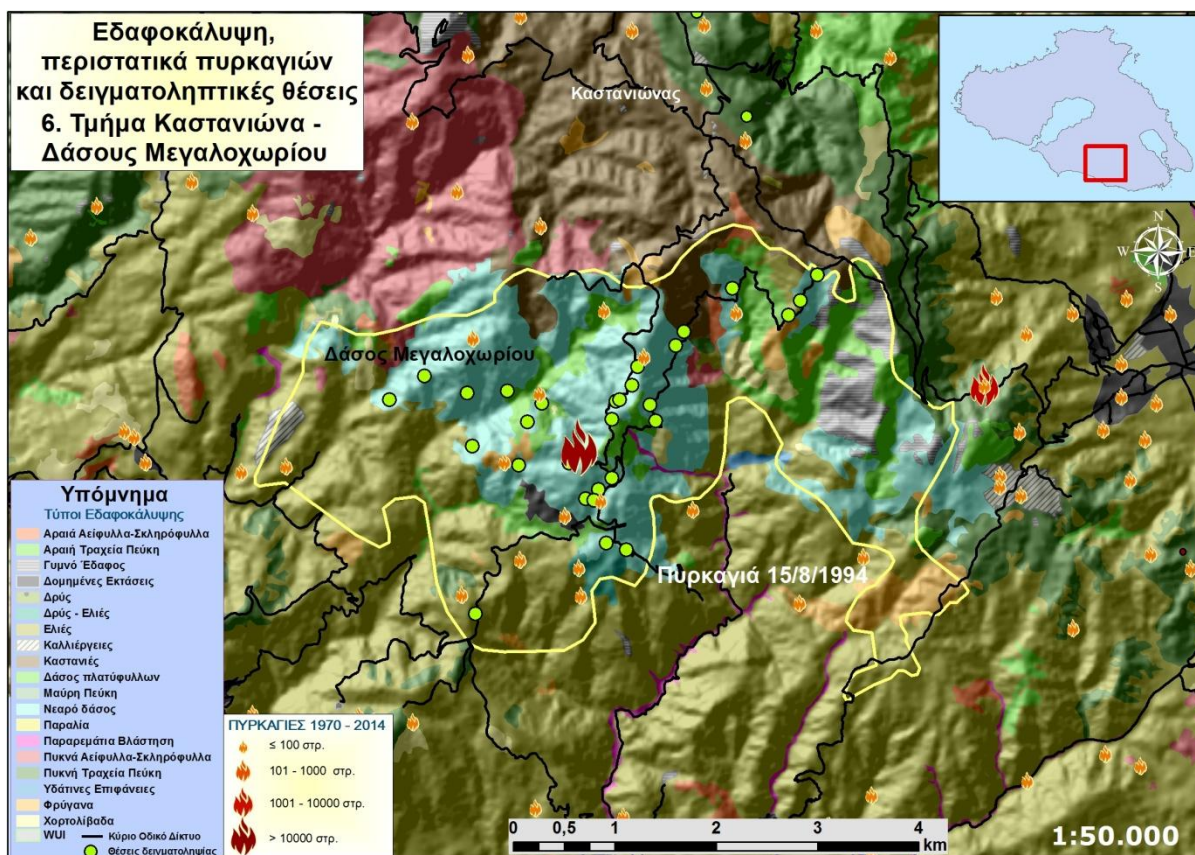 Εδαφοκάλυψη,
περιστατικά πυρκαγιών
και δειγματοληπτικές θέσεις
6. Τμήμα Καστανιώνα -
Δάσους Μεγαλοχωρίου
Καστανιώνας
N
W E
S
Δάσος Μεγαλοχωρίου
Πυρκαγιά 15/8/1994
Υπόμνημα
Τύποι Εδαφοκάλυψης
Αραιά Αείφυλλα-Σκληρόφυλλα
Αραιή Τραχεία Πεύκη
Γυμνό Έδαφος
Δομημένες Εκτάσεις
Δρύς
Δρύς - Ελιές
Ελιές
Καλλιέργειες
Καστανιές
Δάσος πλατύφυλλων
Μαύρη Πεύκη
Νεαρό δάσος
Παραλία
Παραρεμάτια Βλάστηση
Πυκνά Αείφυλλα-Σκληρόφυλλα
Πυκνή Τραχεία Πεύκη
Υδάτινες Επιφάνειες
Φρύγανα
Χορτολίβαδα
WUI
Κύριο Οδικό Δίκτυο
Θέσεις δειγματοληψίας
ΠΥΡΚΑΓΙΕΣ 1970 - 2014
≤ 100 στρ.
101 - 1000 στρ.
1001 - 10000 στρ.
> 10000 στρ.
0 0,5 1 2 3 4
km
1:50.000